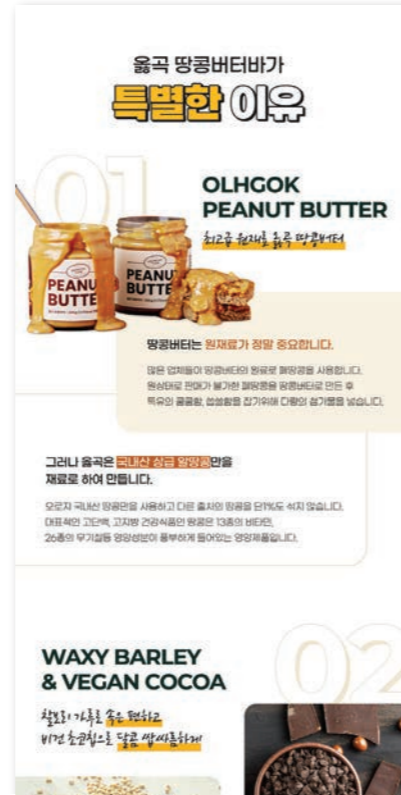 옳곡 땅콩버터바가
특별한 이유
01
OLHGOK
PEANUT BUTTER
최고급 원재료 옳곡 땅콩버터
PEANU
BUTTE
PEANU
BUTTE
땅콩버터는 원재료가 정말 중요합니다.
많은 업체들이 땅콩버터의 원료로 폐땅콩을 사용합니다.
원상태로 판매가 불가한 폐땅콩을 땅콩버터로 만든 후
특유의 콤콤함, 씁쓸함을 잡기위해 다량의 첨가물을 넣습니다.
그러나 옳곡은 국내산 상급 알땅콩만을
재료로 하여 만듭니다.
오로지 국내산 땅콩만을 사용하고 다른 출처의 땅콩을 단1%도 섞지 않습니다.
대표적인 고단백, 고지방 건강식품인 땅콩은 13종의 비타민,
26종의 무기질등 영양성분이 풍부하게 들어있는 영양제품입니다.
02
WAXY BARLEY
& VEGAN COCOA
찰보리 가루로 속은 편하고
비건 초코칩으로 달콤 쌉싸름하게